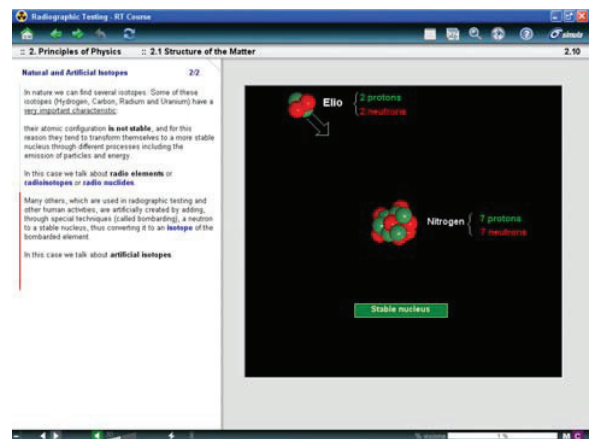 Radiographic Testing - RT Course
:: 2. Principles of Physics :: 2.1 Structure of the Matter 2.10
Natural and Artificial Isotopes 2/2
In nature we can find several isotopes. Some of these
isotopes (Hydrogen, Carbon, Radium and Uranium) have a
very important characteristic:
their atomic configuration is not stable, and for this
reason they tend to transform themselves to a more stable
nucleus through different processes including the
emission of particles and energy.
In this case we talk about radio elements or
radioisotopes or radio nuclides.
Many others, which are used in radiographic testing and
other human activities, are artificially created by adding,
through special techniques (called bombarding), a neutron
to a stable nucleus, thus converting it to an isotope of the
bombarded element.
In this case we talk about artificial isotopes.
Elio
2 protons
2 neutrons
Nitrogen
7 protons
7 neutrons
Stable nucleus
1 %
M C